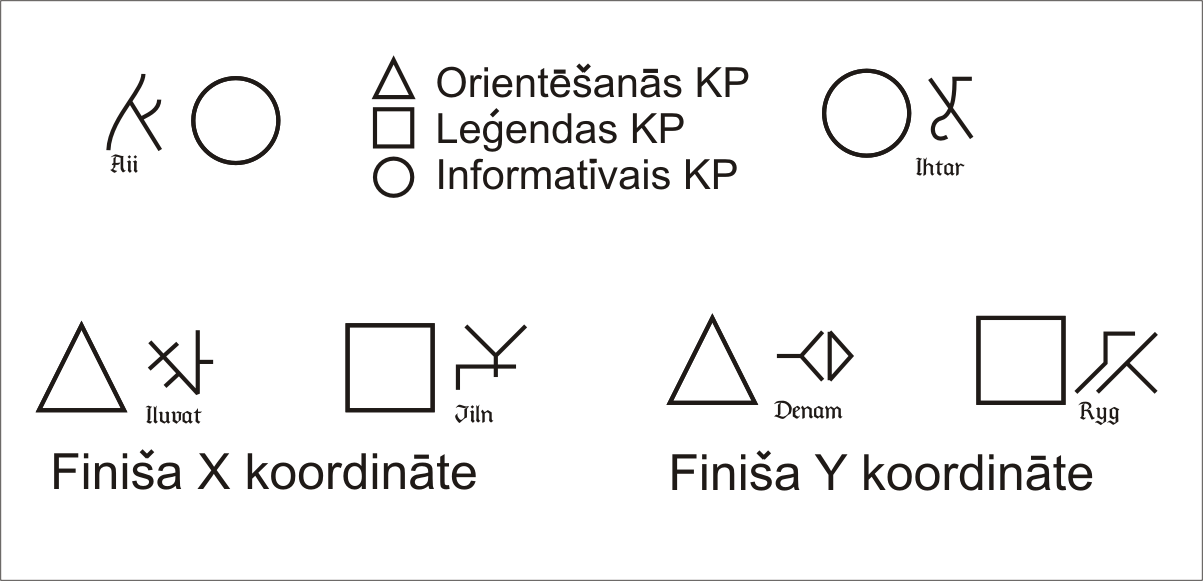 Aii
Orientēšanās KP
Leģendas KP
Informatīvais KP
Ihtar
Iluvat
Jiln
Denam
Ryg
Finiša X koordināte
Finiša Y koordināte